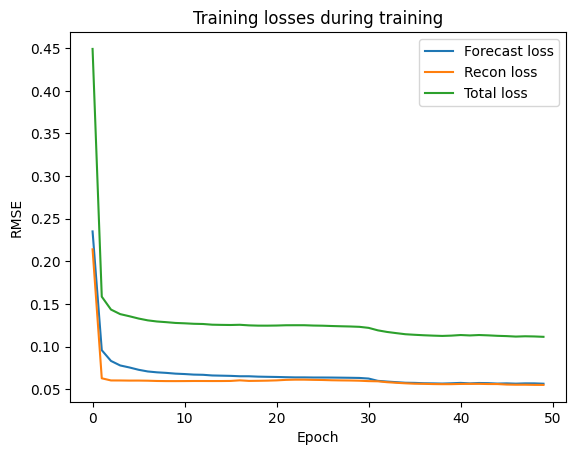 Training losses during training
Forecast loss
Recon loss
Total loss
RMSE
0.45
0.40
0.35
0.30
0.25
0.20
0.15
0.10
0.05
0 10 20 30 40 50
Epoch